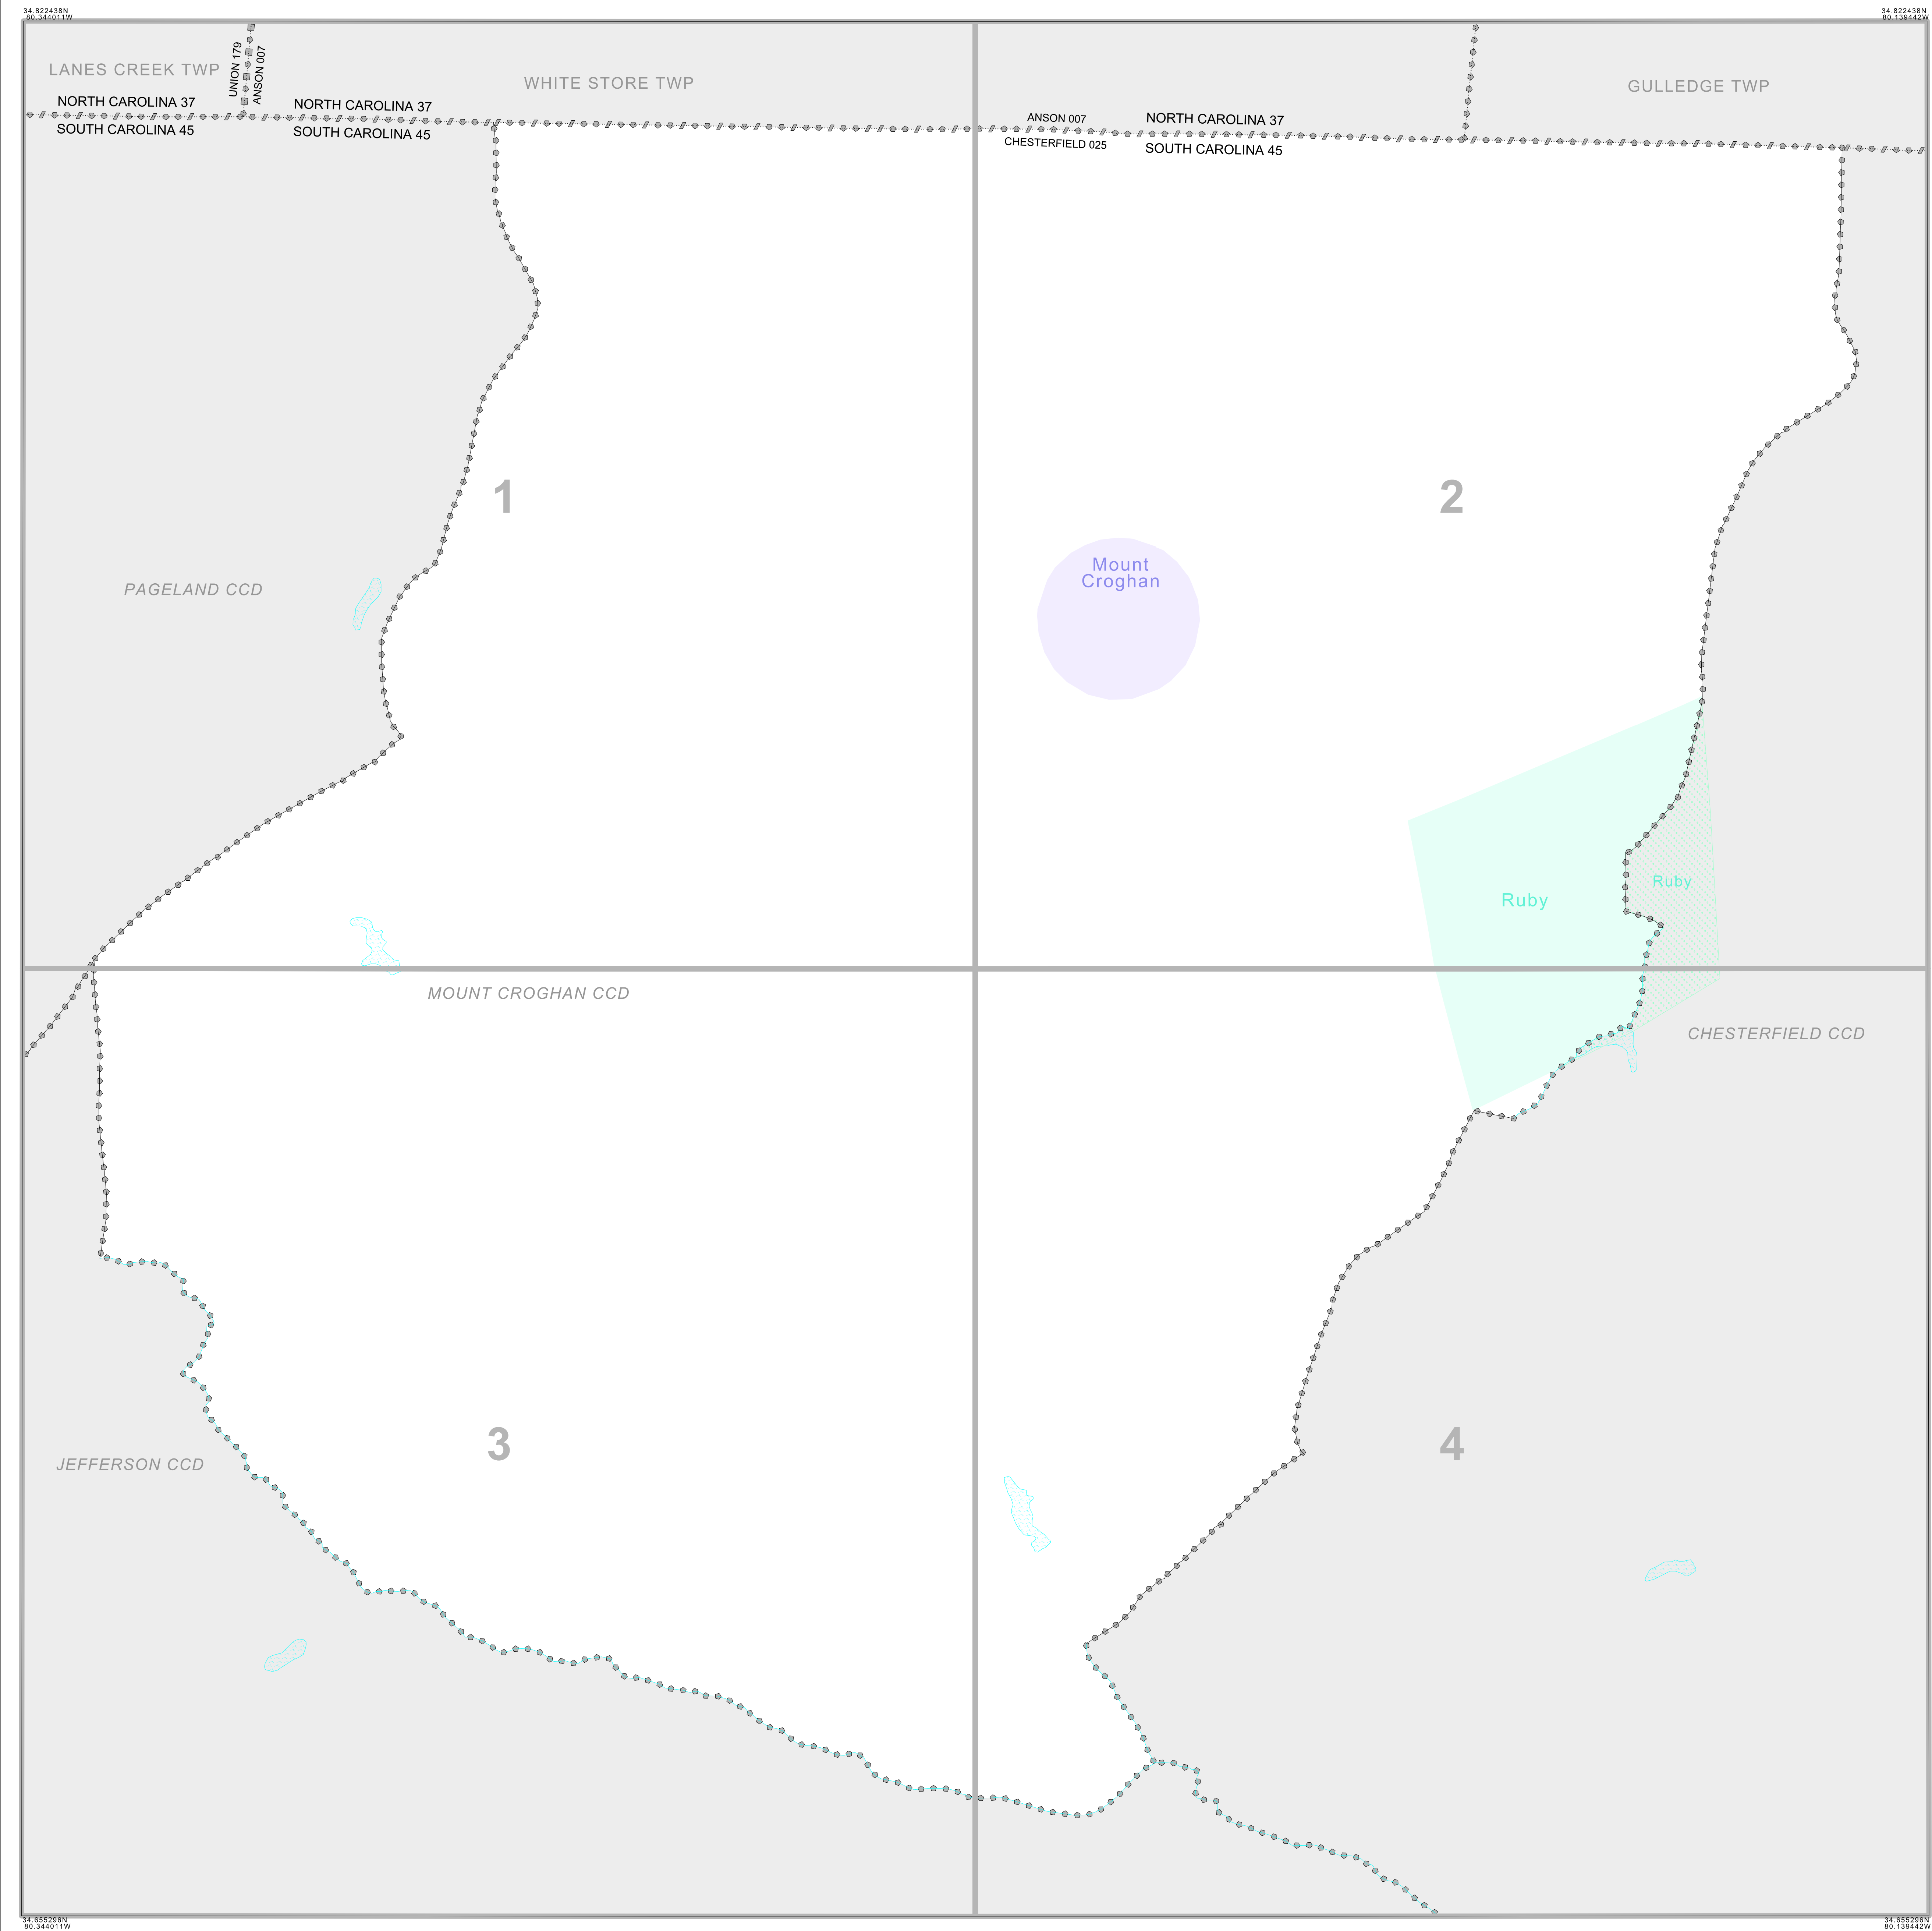 34.822438N
80.344011W
34.822438N
80.139442W
LANES CREEK TWP
UNION 179
ANSON 007
WHITE STORE TWP
GULLEDGE TWP
NORTH CAROLINA 37
SOUTH CAROLINA 45
NORTH CAROLINA 37
SOUTH CAROLINA 45
ANSON 007
CHESTERFIELD 025
NORTH CAROLINA 37
SOUTH CAROLINA 45
1
2
Mount
Croghan
PAGELAND CCD
Ruby
Ruby
MOUNT CROGHAN CCD
CHESTERFIELD CCD
3
4
JEFFERSON CCD
34.655296N
80.344011W
34.655296N
80.139442W